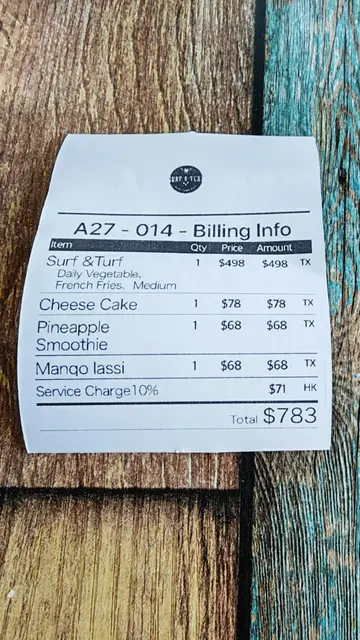 A27 - 014 - Billing Info
Item Qty Price Amount
Surf &Turf 1 $498 $498 TX
Daily Vegetable,
French Fries, Medium
Cheese Cake 1 $78 $78 TX
Pineapple 1 $68 $68 TX
Smoothie
Mango lassi 1 $68 $68 TX
Service Charge10% $71 HK
Total $783